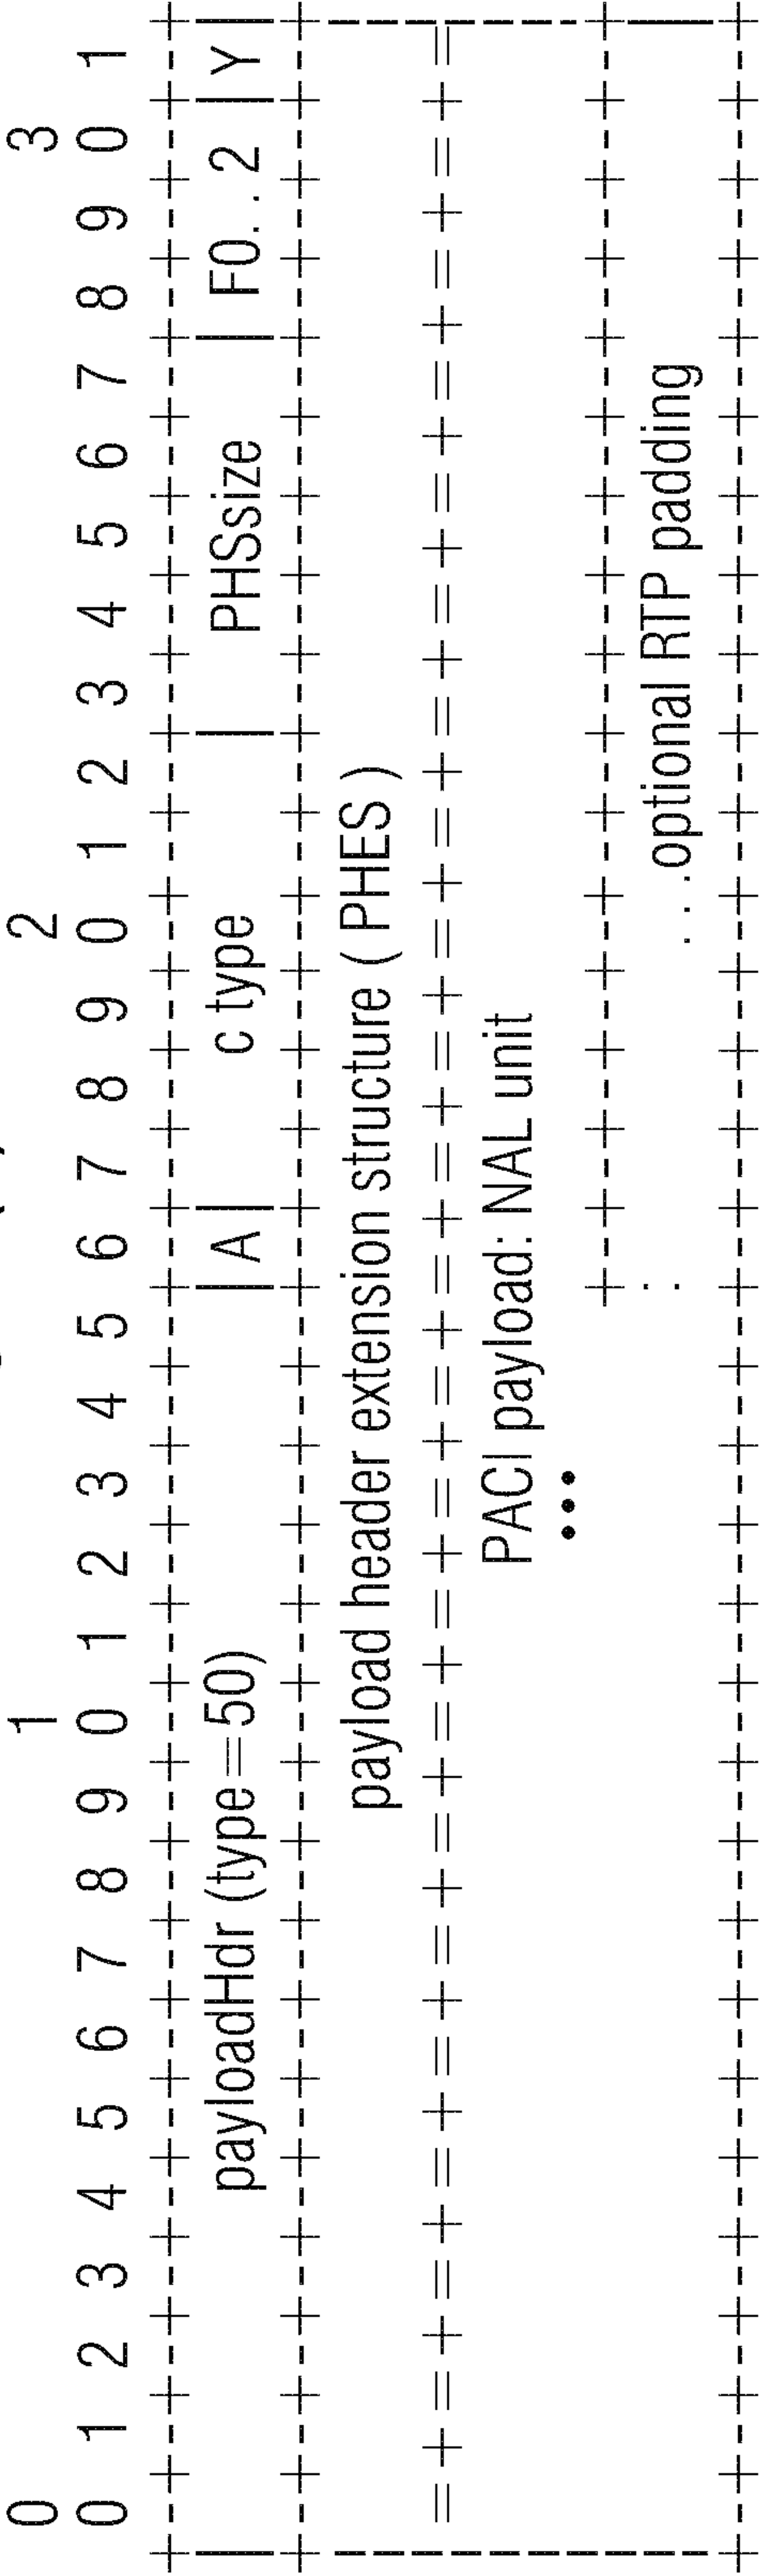 0 1 2 3
0 1 2 3 4 5 6 7 8 9 0 1 2 3 4 5 6 7 8 9 0 1 2 3 4 5 6 7 8 9 0 1
+-+-+-+-+-+-+-+-+-+-+-+-+-+-+-+-+-+-+-+-+-+-+-+-+-+-+-+-+-+-+-+-+
| payloadHdr (type=50) |A| c type | PHSsize | F0..2 |Y|
+-+-+-+-+-+-+-+-+-+-+-+-+-+-+-+-+-+-+-+-+-+-+-+-+-+-+-+-+-+-+-+-+
| payload header extension structure ( PHES ) |
=+=+=+=+=+=+=+=+=+=+=+=+=+=+=+=+=+=+=+=+=+=+=
| PACI payload: NAL unit |
| ••• |
| +-+-+-+-+-+-+-+-+-+-+-+-+-+-+-+-+
| : ...optional RTP padding |
+-+-+-+-+-+-+-+-+-+-+-+-+-+-+-+-+-+-+-+-+-+-+-+-+-+-+-+-+-+-+-+-+